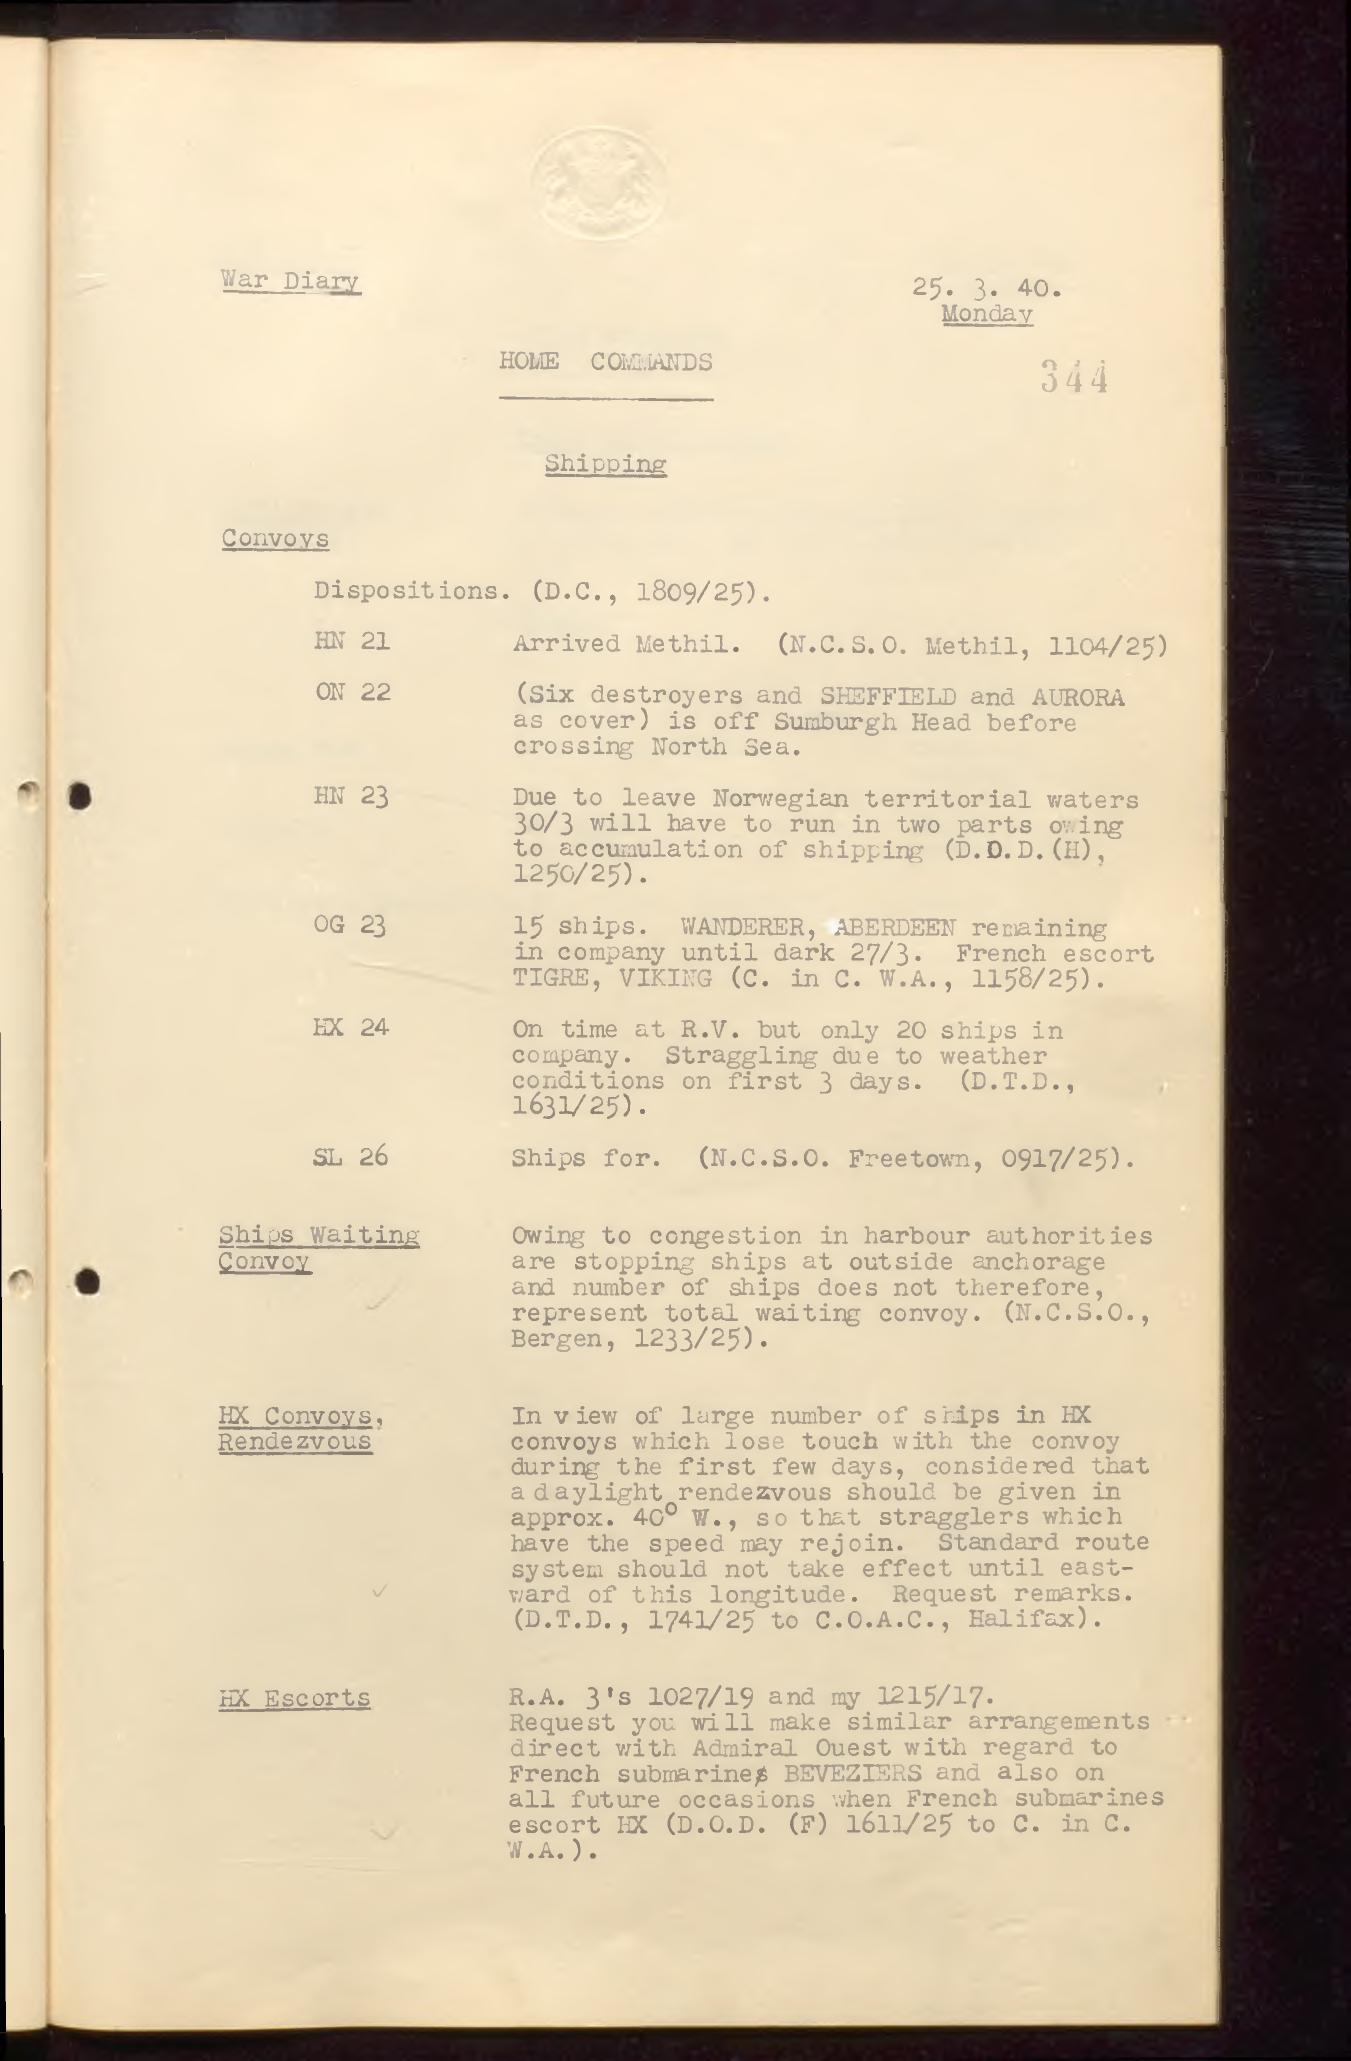 War Diary
25. 3. 40.
Monday
HOME COMMANDS
344
Shipping
Convoys
Dispositions. (D.C., 1809/25).
HN 21 Arrived Methil. (N.C.S.O. Methil, 1104/25)
ON 22 (Six destroyers and SHEFFIELD and AURORA
as cover) is off Sumburgh Head before
crossing North Sea.
HN 23 Due to leave Norwegian territorial waters
30/3 will have to run in two parts owing
to accumulation of shipping (D.O.D.(H),
1250/25).
OG 23 15 ships. WANDERER, ABERDEEN remaining
in company until dark 27/3. French escort
TIGRE, VIKING (C. in C. W.A., 1158/25).
HX 24 On time at R.V. but only 20 ships in
company. Straggling due to weather
conditions on first 3 days. (D.T.D.,
1631/25).
SL 26 Ships for. (N.C.S.O. Freetown, 0917/25).
Ships Waiting
Convoy
Owing to congestion in harbour authorities
are stopping ships at outside anchorage
and number of ships does not therefore,
represent total waiting convoy. (N.C.S.O.,
Bergen, 1233/25).
HX Convoys,
Rendezvous
In view of large number of ships in HX
convoys which lose touch with the convoy
during the first few days, considered that
a daylight rendezvous should be given in
approx. 40° W., so that stragglers which
have the speed may rejoin. Standard route
system should not take effect until east-
ward of this longitude. Request remarks.
(D.T.D., 1741/25 to C.O.A.C., Halifax).
HX Escorts
R.A. 3's 1027/19 and my 1215/17.
Request you will make similar arrangements
direct with Admiral Ouest with regard to
French submarine BEVEZIERS and also on
all future occasions when French submarines
escort HX (D.O.D. (F) 1611/25 to C. in C.
W.A.).